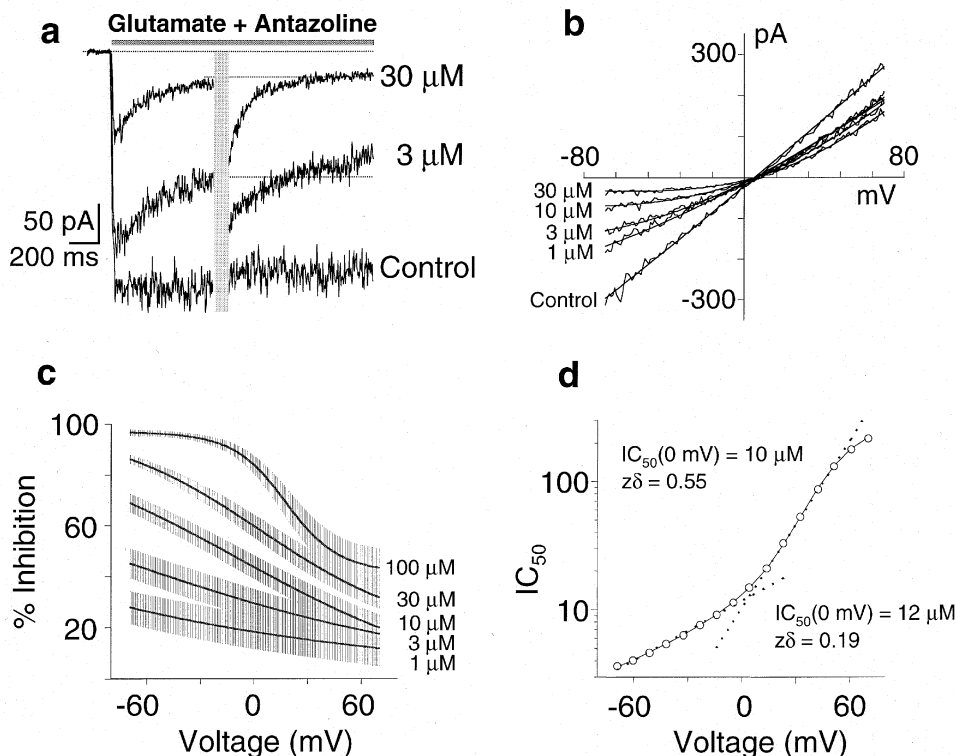 a
Glutamate + Antazoline
30 µM
3 µM
50 pA
200 ms
Control
b
pA
300
-80
80
mV
30 µM
10 µM
3 µM
1 µM
Control
-300
c
100
60
20
% Inhibition
100 µM
30 µM
10 µM
3 µM
1 µM
-60
0
60
Voltage (mV)
d
IC50(0 mV) = 10 µM
zδ = 0.55
100
10
IC50
IC50(0 mV) = 12 µM
zδ = 0.19
-60
0
60
Voltage (mV)